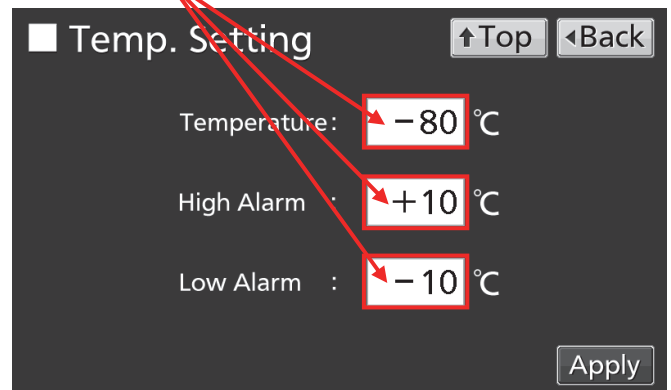 ■ Temp. Setting ↑Top ◂Back
Temperature: −80 ℃
High Alarm : +10 ℃
Low Alarm : −10 ℃
Apply